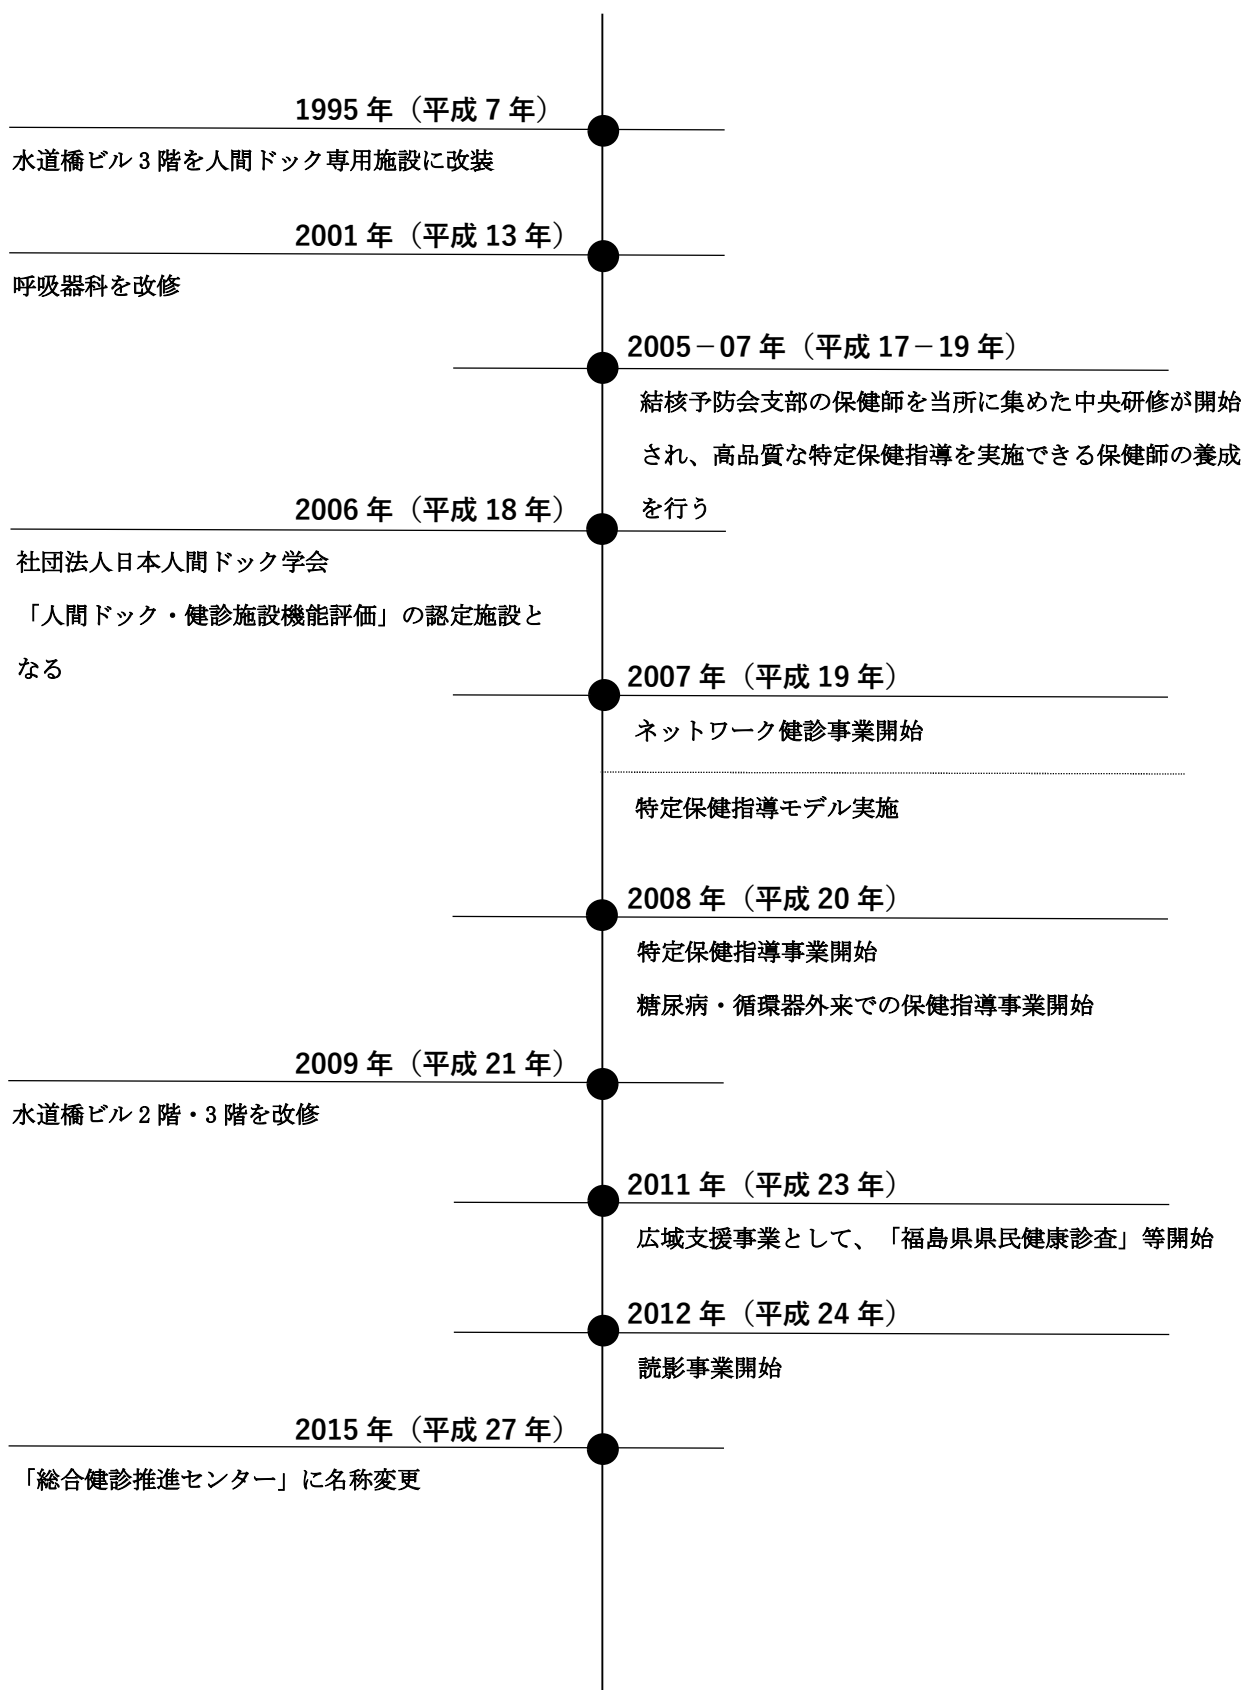 1995 年（平成 7 年）
水道橋ビル 3 階を人間ドック専用施設に改装
2001 年（平成 13 年）
呼吸器科を改修
2005－07 年（平成 17－19 年）
結核予防会支部の保健師を当所に集めた中央研修が開始
され、高品質な特定保健指導を実施できる保健師の養成
を行う
2006 年（平成 18 年）
社団法人日本人間ドック学会
「人間ドック・健診施設機能評価」の認定施設と
なる
2007 年（平成 19 年）
ネットワーク健診事業開始
特定保健指導モデル実施
2008 年（平成 20 年）
特定保健指導事業開始
糖尿病・循環器外来での保健指導事業開始
2009 年（平成 21 年）
水道橋ビル 2 階・3 階を改修
2011 年（平成 23 年）
広域支援事業として、「福島県県民健康診査」等開始
2012 年（平成 24 年）
読影事業開始
2015 年（平成 27 年）
「総合健診推進センター」に名称変更